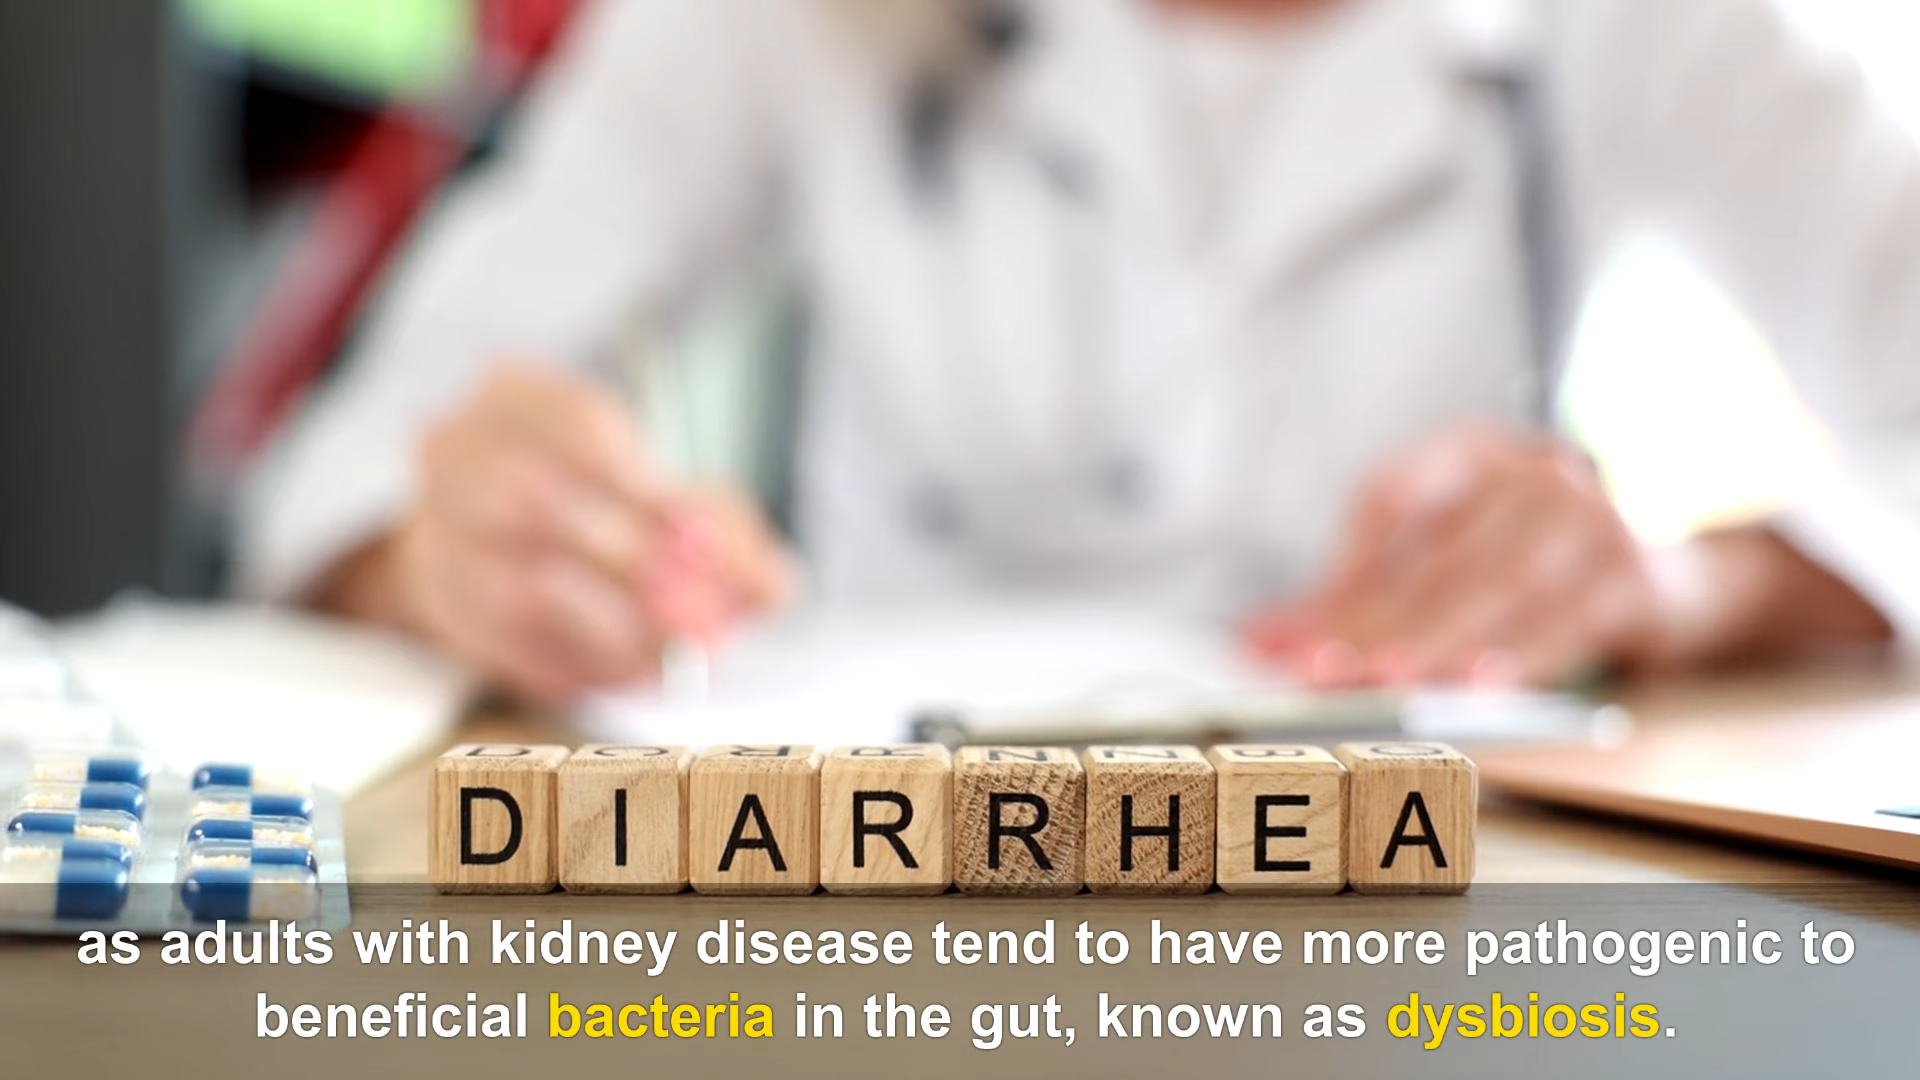 DIARRHEA
as adults with kidney disease tend to have more pathogenic to
beneficial bacteria in the gut, known as dysbiosis.